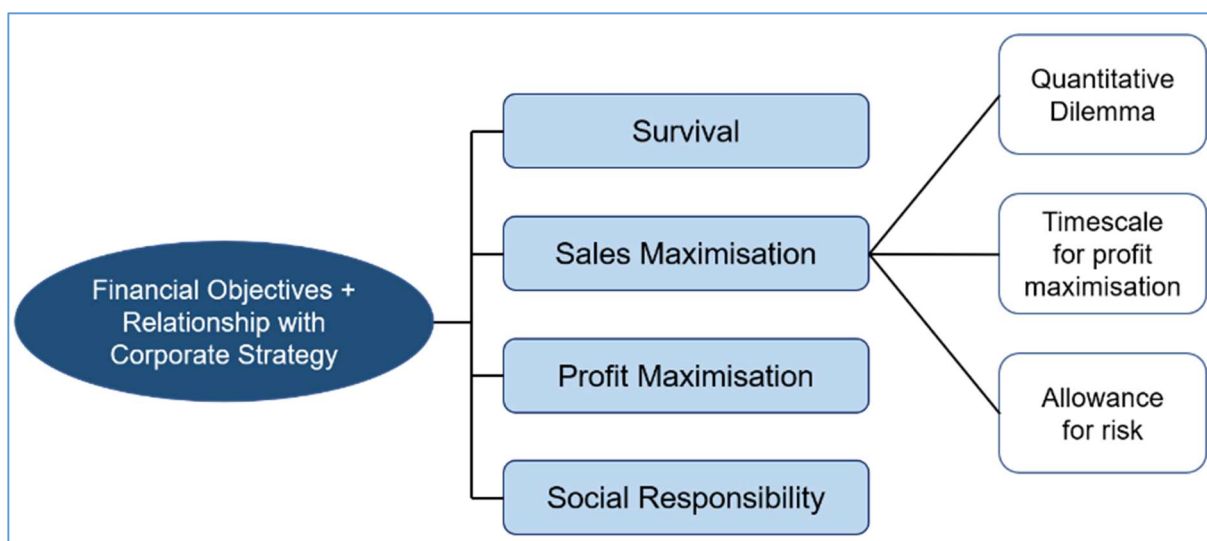 Financial Objectives +
Relationship with
Corporate Strategy
Survival
Sales Maximisation
Profit Maximisation
Social Responsibility
Quantitative
Dilemma
Timescale
for profit
maximisation
Allowance
for risk